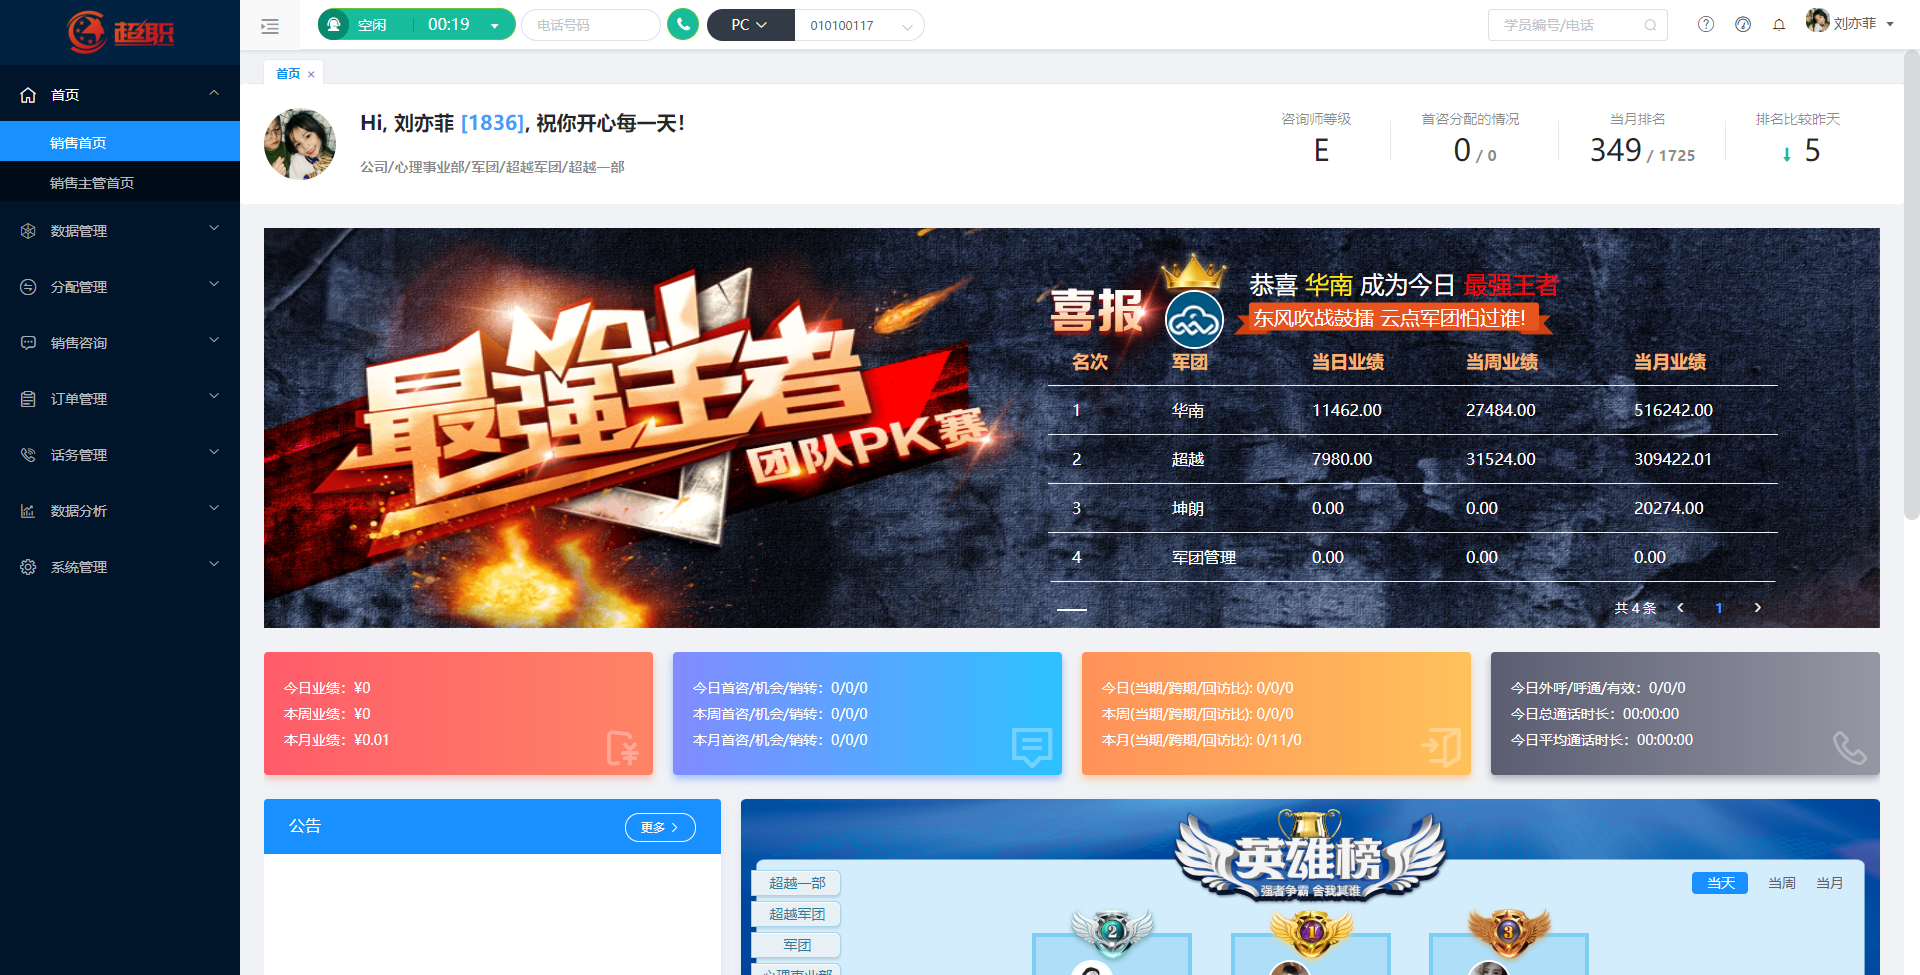 超职
空闲 00:19
电话号码
PC
010100117
学员编号/电话
刘亦菲
首页
销售首页
销售主管首页
数据管理
分配管理
销售咨询
订单管理
话务管理
数据分析
系统管理
首页 ×
Hi, 刘亦菲 [1836], 祝你开心每一天!
公司/心理事业部/军团/超越军团/超越一部
咨询师等级
E
首咨分配的情况
0 / 0
当月排名
349 / 1725
排名比较昨天
5
NO.1
最强王者
团队PK赛
喜报
恭喜 华南 成为今日 最强王者
东风吹战鼓擂 云点军团怕过谁!
名次 军团 当日业绩 当周业绩 当月业绩
1 华南 11462.00 27484.00 516242.00
2 超越 7980.00 31524.00 309422.01
3 坤朗 0.00 0.00 20274.00
4 军团管理 0.00 0.00 0.00
共 4 条 1
今日业绩：¥0
本周业绩：¥0
本月业绩：¥0.01
今日首咨/机会/销转：0/0/0
本周首咨/机会/销转：0/0/0
本月首咨/机会/销转：0/0/0
今日(当期/跨期/回访比): 0/0/0
本周(当期/跨期/回访比): 0/0/0
本月(当期/跨期/回访比): 0/11/0
今日外呼/呼通/有效：0/0/0
今日总通话时长：00:00:00
今日平均通话时长：00:00:00
公告
更多
英雄榜
强者争霸 舍我其谁
当天 当周 当月
超越一部
超越军团
军团
心理事业部
2
1
3